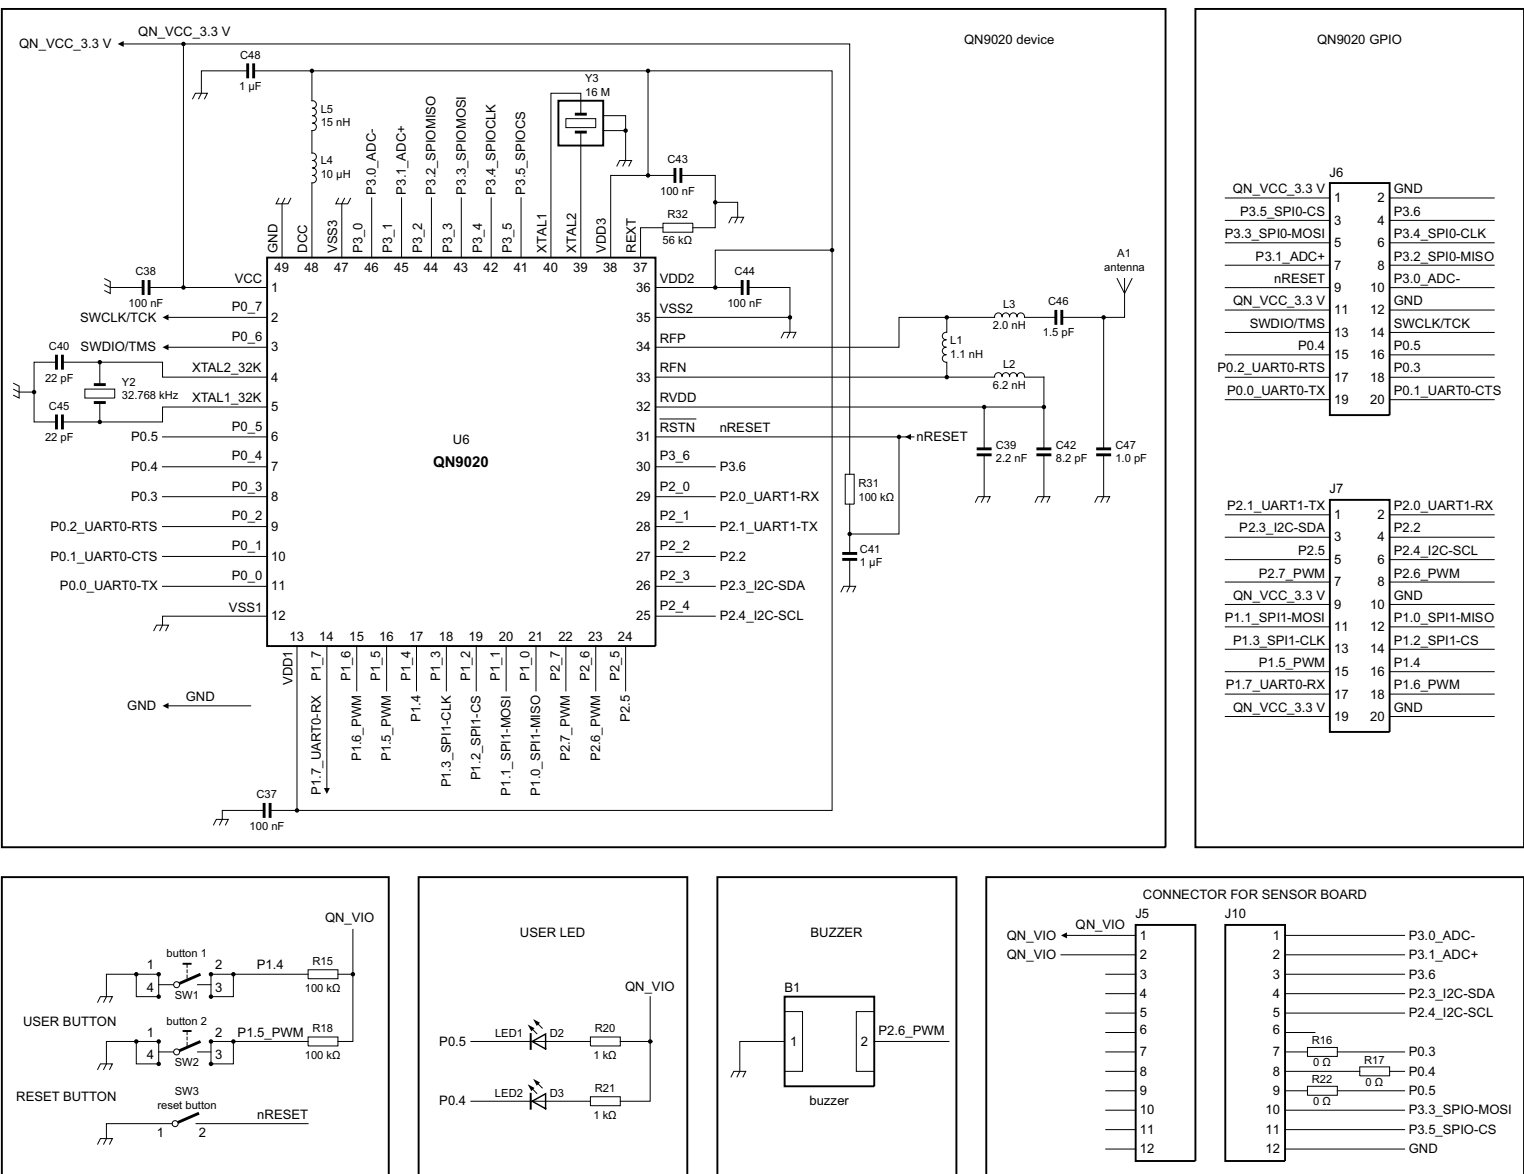 QN9020 device
QN_VCC_3.3 V
QN_VCC_3.3 V
C48
1 µF
L5
15 nH
L4
10 µH
Y3
16 M
C43
100 nF
R32
56 kΩ
P3.0_ADC-
P3.1_ADC+
P3.2_SPIOMISO
P3.3_SPIOMOSI
P3.4_SPIOCLK
P3.5_SPIOCS
GND
DCC
VSS3
P3_0
P3_1
P3_2
P3_3
P3_4
P3_5
XTAL1
XTAL2
VDD3
REXT
49 48 47 46 45 44 43 42 41 40 39 38 37
C38
100 nF
VCC 1
SWCLK/TCK P0_7 2
SWDIO/TMS P0_6 3
C40
22 pF
Y2
32.768 kHz
C45
22 pF
XTAL2_32K 4
XTAL1_32K 5
P0.5 P0_5 6
P0.4 P0_4 7
P0.3 P0_3 8
P0.2_UART0-RTS P0_2 9
P0.1_UART0-CTS P0_1 10
P0.0_UART0-TX P0_0 11
VSS1 12
U6
QN9020
36 VDD2
35 VSS2
34 RFP
33 RFN
32 RVDD
31 RSTN nRESET
nRESET
30 P3_6 P3.6
29 P2_0 P2.0_UART1-RX
28 P2_1 P2.1_UART1-TX
27 P2_2 P2.2
26 P2_3 P2.3_I2C-SDA
25 P2_4 P2.4_I2C-SCL
C44
100 nF
A1
antenna
L3
2.0 nH
C46
1.5 pF
L1
1.1 nH
L2
6.2 nH
C39
2.2 nF
C42
8.2 pF
C47
1.0 pF
R31
100 kΩ
C41
1 µF
13 14 15 16 17 18 19 20 21 22 23 24
VDD1
P1_7
P1_6
P1_5
P1_4
P1_3
P1_2
P1_1
P1_0
P2_7
P2_6
P2_5
P1.7_UART0-RX
P1.6_PWM
P1.5_PWM
P1.4
P1.3_SPI1-CLK
P1.2_SPI1-CS
P1.1_SPI1-MOSI
P1.0_SPI1-MISO
P2.7_PWM
P2.6_PWM
P2.5
GND GND
C37
100 nF
QN9020 GPIO
J6
QN_VCC_3.3 V 1 2 GND
P3.5_SPI0-CS 3 4 P3.6
P3.3_SPI0-MOSI 5 6 P3.4_SPI0-CLK
P3.1_ADC+ 7 8 P3.2_SPI0-MISO
nRESET 9 10 P3.0_ADC-
QN_VCC_3.3 V 11 12 GND
SWDIO/TMS 13 14 SWCLK/TCK
P0.4 15 16 P0.5
P0.2_UART0-RTS 17 18 P0.3
P0.0_UART0-TX 19 20 P0.1_UART0-CTS
J7
P2.1_UART1-TX 1 2 P2.0_UART1-RX
P2.3_I2C-SDA 3 4 P2.2
P2.5 5 6 P2.4_I2C-SCL
P2.7_PWM 7 8 P2.6_PWM
QN_VCC_3.3 V 9 10 GND
P1.1_SPI1-MOSI 11 12 P1.0_SPI1-MISO
P1.3_SPI1-CLK 13 14 P1.2_SPI1-CS
P1.5_PWM 15 16 P1.4
P1.7_UART0-RX 17 18 P1.6_PWM
QN_VCC_3.3 V 19 20 GND
QN_VIO
button 1
1 2 P1.4 R15
4 3 100 kΩ
SW1
USER BUTTON
button 2
1 2 P1.5_PWM R18
4 3 100 kΩ
SW2
RESET BUTTON
SW3
reset button
nRESET
1 2
USER LED
QN_VIO
P0.5 LED1 D2 R20
1 kΩ
P0.4 LED2 D3 R21
1 kΩ
BUZZER
B1
1 2 P2.6_PWM
buzzer
CONNECTOR FOR SENSOR BOARD
J5
QN_VIO QN_VIO 1
QN_VIO 2
3
4
5
6
7
8
9
10
11
12
J10
1 P3.0_ADC-
2 P3.1_ADC+
3 P3.6
4 P2.3_I2C-SDA
5 P2.4_I2C-SCL
6
7 R16 0 Ω P0.3
8 R17 0 Ω P0.4
9 R22 0 Ω P0.5
10 P3.3_SPIO-MOSI
11 P3.5_SPIO-CS
12 GND